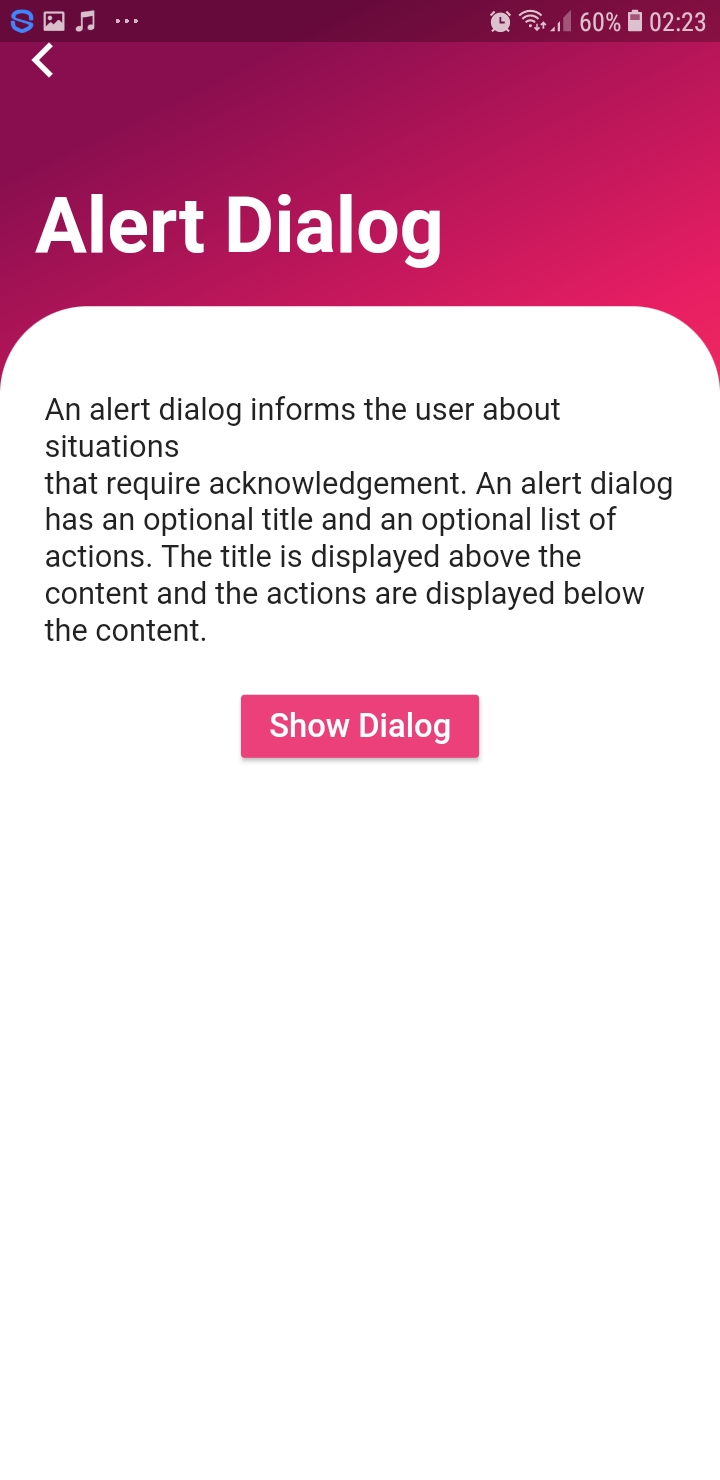 60% 02:23
Alert Dialog
An alert dialog informs the user about
situations
that require acknowledgement. An alert dialog
has an optional title and an optional list of
actions. The title is displayed above the
content and the actions are displayed below
the content.
Show Dialog